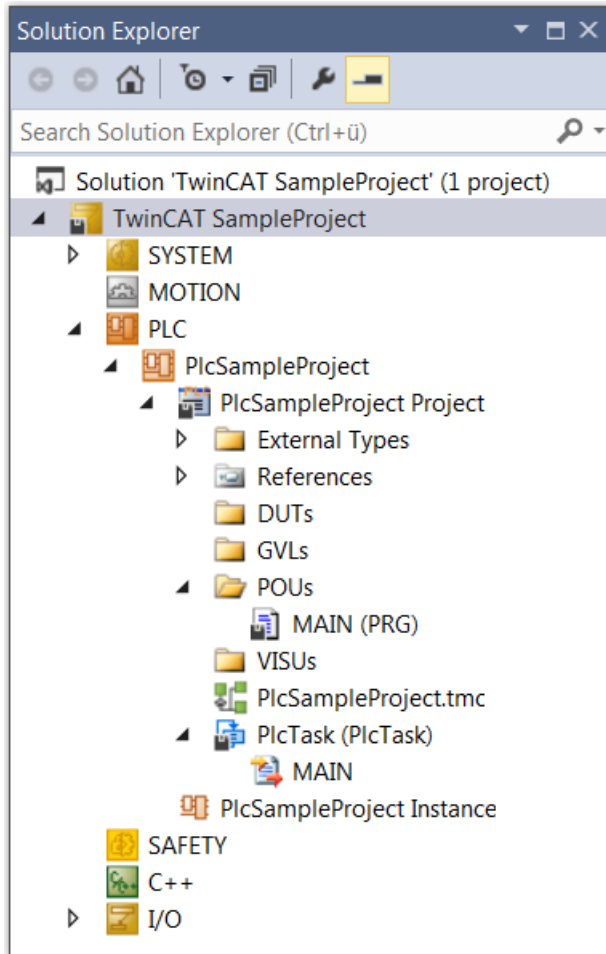 Solution Explorer
Search Solution Explorer (Ctrl+ü)
Solution 'TwinCAT SampleProject' (1 project)
TwinCAT SampleProject
SYSTEM
MOTION
PLC
PlcSampleProject
PlcSampleProject Project
External Types
References
DUTs
GVLs
POUs
MAIN (PRG)
VISUs
PlcSampleProject.tmc
PlcTask (PlcTask)
MAIN
PlcSampleProject Instance
SAFETY
C++
I/O